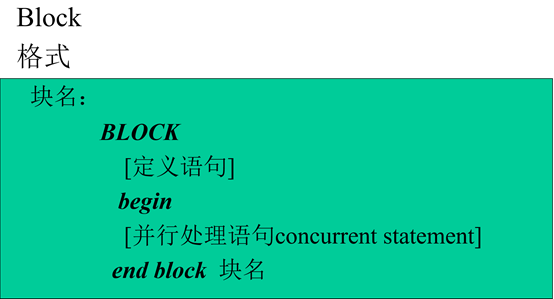 Block
格式
块名：
BLOCK
[定义语句]
begin
[并行处理语句concurrent statement]
end block 块名